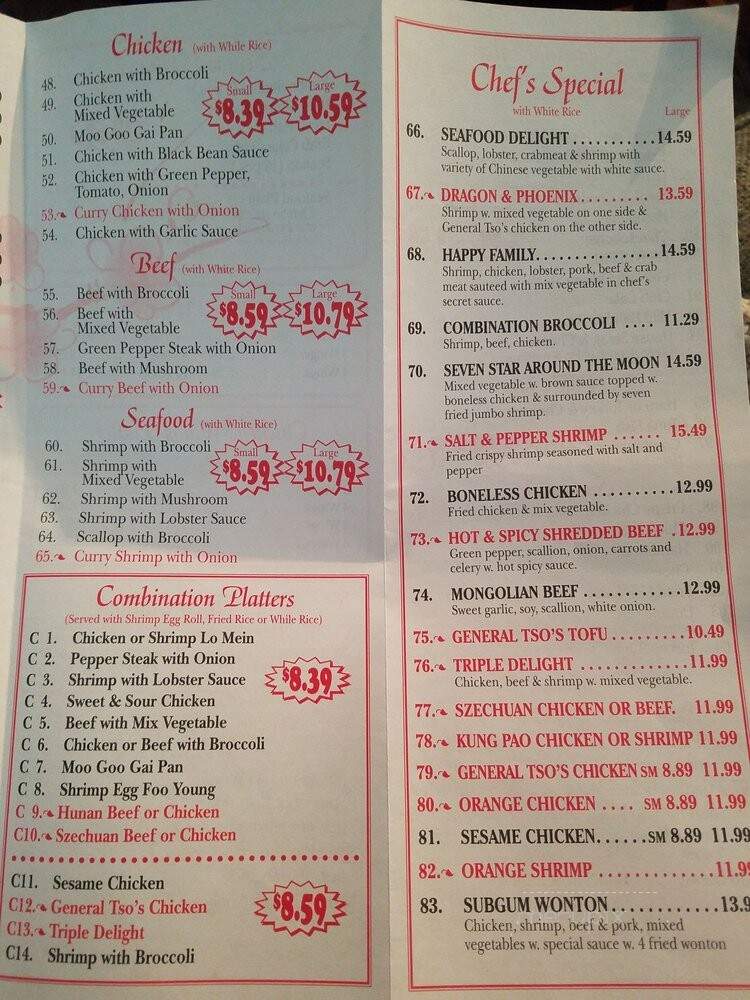 Chicken (with While Rice)
48. Chicken with Broccoli
49. Chicken with
Mixed Vegetable
Small
$8.39
Large
$10.59
50. Moo Goo Gai Pan
51. Chicken with Black Bean Sauce
52. Chicken with Green Pepper,
Tomato, Onion
53. Curry Chicken with Onion
54. Chicken with Garlic Sauce
Beef (with White Rice)
55. Beef with Broccoli
56. Beef with
Mixed Vegetable
Small
$8.59
Large
$10.79
57. Green Pepper Steak with Onion
58. Beef with Mushroom
59. Curry Beef with Onion
Seafood (with White Rice)
60. Shrimp with Broccoli
61. Shrimp with
Mixed Vegetable
Small
$8.59
Large
$10.79
62. Shrimp with Mushroom
63. Shrimp with Lobster Sauce
64. Scallop with Broccoli
65. Curry Shrimp with Onion
Combination Platters
(Served with Shrimp Egg Roll, Fried Rice or While Rice)
C 1. Chicken or Shrimp Lo Mein
C 2. Pepper Steak with Onion
C 3. Shrimp with Lobster Sauce
C 4. Sweet & Sour Chicken
C 5. Beef with Mix Vegetable
C 6. Chicken or Beef with Broccoli
C 7. Moo Goo Gai Pan
C 8. Shrimp Egg Foo Young
C 9. Hunan Beef or Chicken
C10. Szechuan Beef or Chicken
$8.39
C11. Sesame Chicken
C12. General Tso's Chicken
C13. Triple Delight
C14. Shrimp with Broccoli
$8.59
Chef's Special
with White Rice Large
66. SEAFOOD DELIGHT ...........14.59
Scallop, lobster, crabmeat & shrimp with
variety of Chinese vegetable with white sauce.
67. DRAGON & PHOENIX......... 13.59
Shrimp w. mixed vegetable on one side &
General Tso's chicken on the other side.
68. HAPPY FAMILY................14.59
Shrimp, chicken, lobster, pork, beef & crab
meat sauteed with mix vegetable in chef's
secret sauce.
69. COMBINATION BROCCOLI .... 11.29
Shrimp, beef, chicken.
70. SEVEN STAR AROUND THE MOON 14.59
Mixed vegetable w. brown sauce topped w.
boneless chicken & surrounded by seven
fried jumbo shrimp.
71. SALT & PEPPER SHRIMP ...... 15.49
Fried crispy shrimp seasoned with salt and
pepper
72. BONELESS CHICKEN ..........12.99
Fried chicken & mix vegetable.
73. HOT & SPICY SHREDDED BEEF .12.99
Green pepper, scallion, onion, carrots and
celery w. hot spicy sauce.
74. MONGOLIAN BEEF ............12.99
Sweet garlic, soy, scallion, white onion.
75. GENERAL TSO'S TOFU .........10.49
76. TRIPLE DELIGHT .............11.99
Chicken, beef & shrimp w. mixed vegetable.
77. SZECHUAN CHICKEN OR BEEF. 11.99
78. KUNG PAO CHICKEN OR SHRIMP 11.99
79. GENERAL TSO'S CHICKEN SM 8.89 11.99
80. ORANGE CHICKEN .... SM 8.89 11.99
81. SESAME CHICKEN......SM 8.89 11.99
82. ORANGE SHRIMP .............11.99
83. SUBGUM WONTON............13.9
Chicken, shrimp, beef & pork, mixed
vegetables w. special sauce w. 4 fried wonton